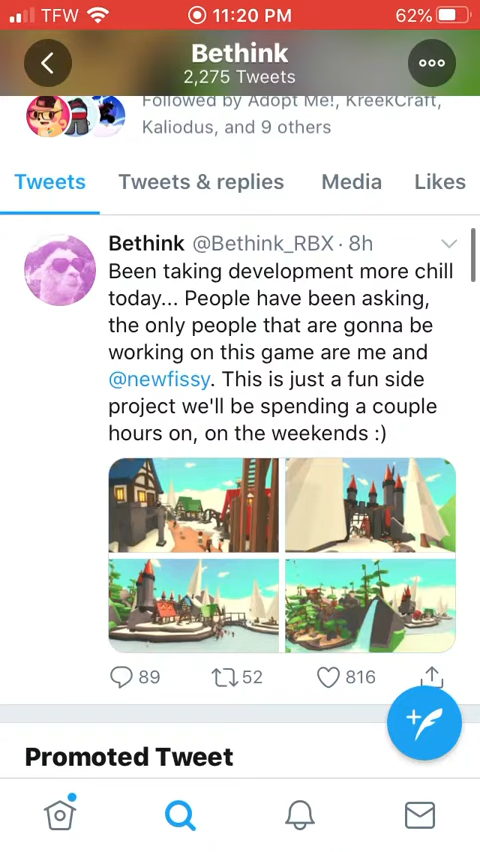 TFW 11:20 PM 62%
Bethink
2,275 Tweets
Followed by Adopt Me!, KreekCraft,
Kaliodus, and 9 others
Tweets Tweets & replies Media Likes
Bethink @Bethink_RBX · 8h
Been taking development more chill
today... People have been asking,
the only people that are gonna be
working on this game are me and
@newfissy. This is just a fun side
project we'll be spending a couple
hours on, on the weekends :)
89 52 816
Promoted Tweet